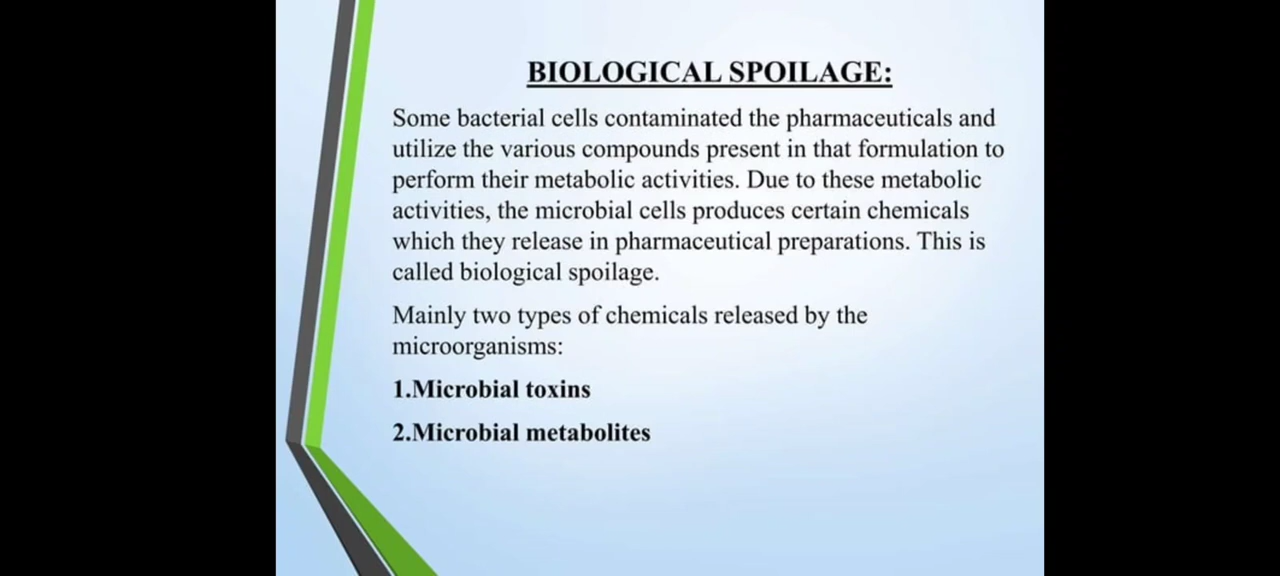 BIOLOGICAL SPOILAGE:
Some bacterial cells contaminated the pharmaceuticals and
utilize the various compounds present in that formulation to
perform their metabolic activities. Due to these metabolic
activities, the microbial cells produces certain chemicals
which they release in pharmaceutical preparations. This is
called biological spoilage.
Mainly two types of chemicals released by the
microorganisms:
1.Microbial toxins
2.Microbial metabolites